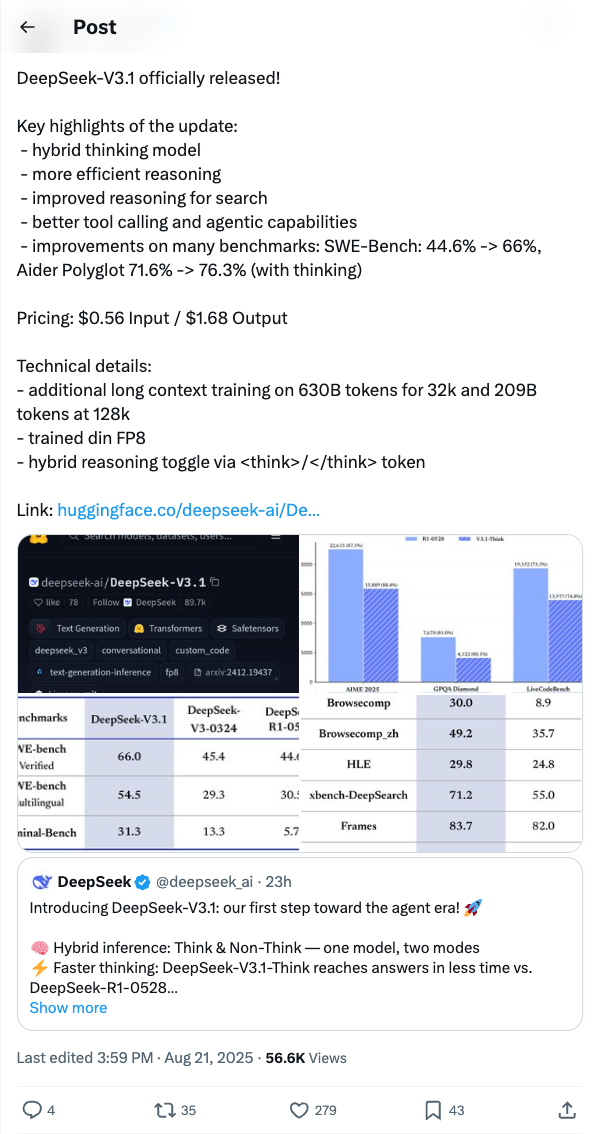 Post
DeepSeek-V3.1 officially released!
Key highlights of the update:
- hybrid thinking model
- more efficient reasoning
- improved reasoning for search
- better tool calling and agentic capabilities
- improvements on many benchmarks: SWE-Bench: 44.6% -> 66%,
Aider Polyglot 71.6% -> 76.3% (with thinking)
Pricing: $0.56 Input / $1.68 Output
Technical details:
- additional long context training on 630B tokens for 32k and 209B
tokens at 128k
- trained din FP8
- hybrid reasoning toggle via <think>/</think> token
Link: huggingface.co/deepseek-ai/De...
Search models, datasets, users...
deepseek-ai/DeepSeek-V3.1
like 78 Follow DeepSeek 89.7k
Text Generation Transformers Safetensors
deepseek_v3 conversational custom_code
text-generation-inference fp8 arxiv:2412.19437
R1-0528 V3.1-Think
22,615 (87.5%)
15,889 (88.4%)
7,678 (81.0%)
4,122 (80.1%)
19,352 (73.3%)
13,977 (74.8%)
AIME 2025 GPQA Diamond LiveCodeBench
nchmarks DeepSeek-V3.1 DeepSeek-
V3-0324 DeepS
R1-05
WE-bench
Verified 66.0 45.4 44.6
WE-bench
ultilingual 54.5 29.3 30.5
minal-Bench 31.3 13.3 5.7
Browsecomp 30.0 8.9
Browsecomp_zh 49.2 35.7
HLE 29.8 24.8
xbench-DeepSearch 71.2 55.0
Frames 83.7 82.0
DeepSeek @deepseek_ai · 23h
Introducing DeepSeek-V3.1: our first step toward the agent era! 🚀
🧠 Hybrid inference: Think & Non-Think — one model, two modes
⚡ Faster thinking: DeepSeek-V3.1-Think reaches answers in less time vs.
DeepSeek-R1-0528...
Show more
Last edited 3:59 PM · Aug 21, 2025 · 56.6K Views
4 35 279 43